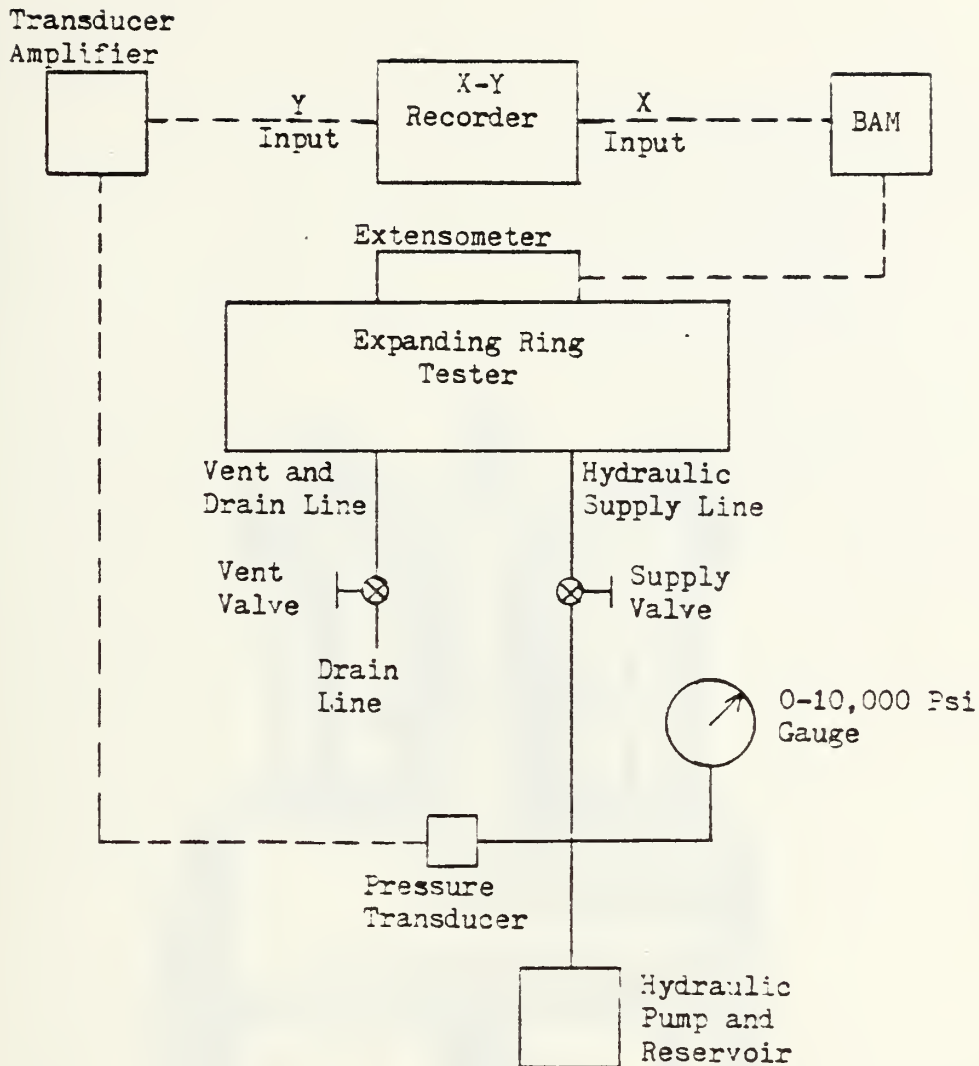 Transducer
Amplifier
Y
Input
X-Y
Recorder
X
Input
BAM
Extensometer
Expanding Ring
Tester
Vent and
Drain Line
Hydraulic
Supply Line
Vent
Valve
Supply
Valve
Drain
Line
0-10,000 Psi
Gauge
Pressure
Transducer
Hydraulic
Pump and
Reservoir